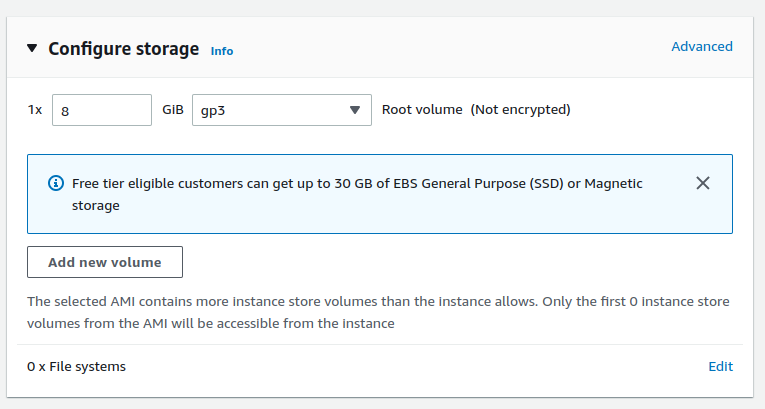 Configure storage Info Advanced
1x 8 GiB gp3 Root volume (Not encrypted)
Free tier eligible customers can get up to 30 GB of EBS General Purpose (SSD) or Magnetic
storage
Add new volume
The selected AMI contains more instance store volumes than the instance allows. Only the first 0 instance store
volumes from the AMI will be accessible from the instance
0 x File systems Edit